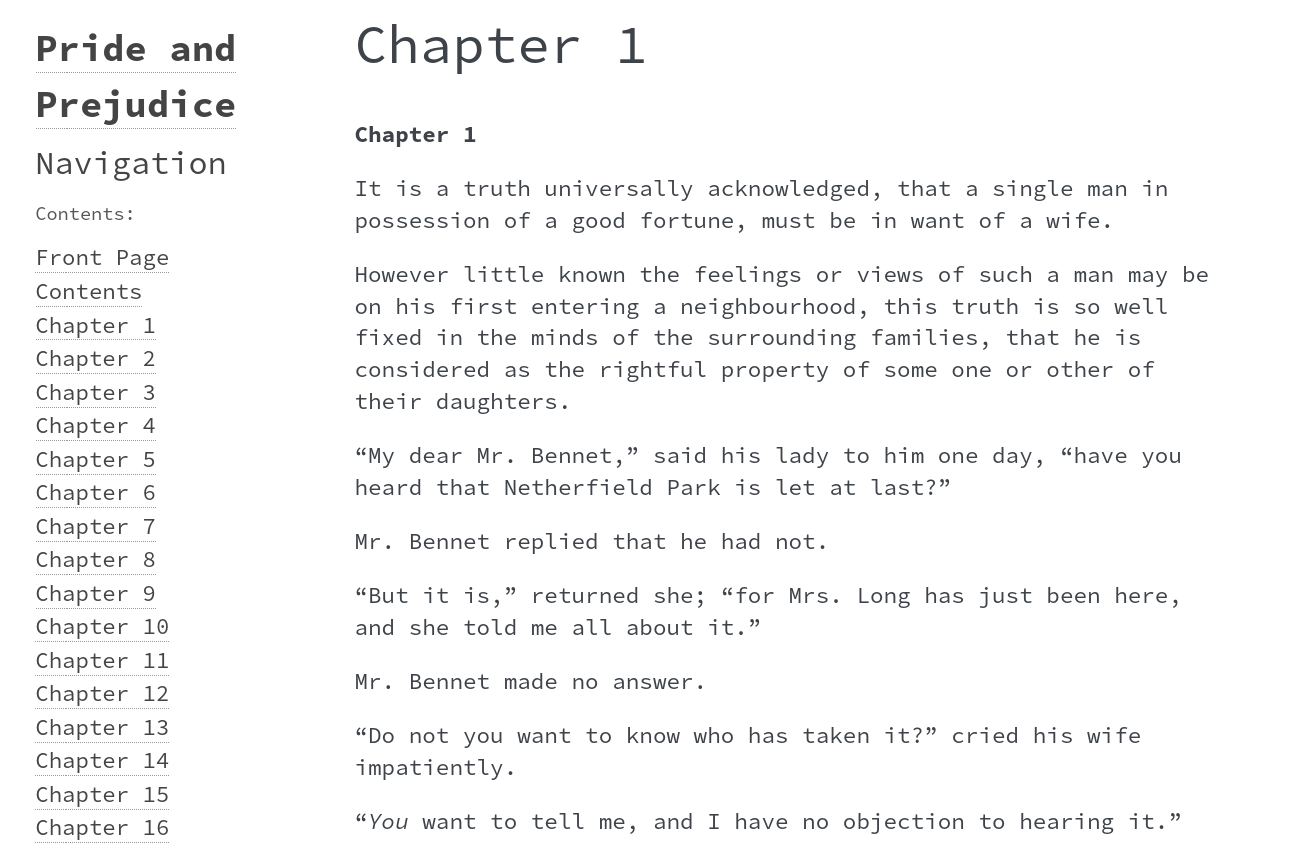 Pride and
Prejudice
Navigation
Contents:
Front Page
Contents
Chapter 1
Chapter 2
Chapter 3
Chapter 4
Chapter 5
Chapter 6
Chapter 7
Chapter 8
Chapter 9
Chapter 10
Chapter 11
Chapter 12
Chapter 13
Chapter 14
Chapter 15
Chapter 16
Chapter 1
Chapter 1
It is a truth universally acknowledged, that a single man in
possession of a good fortune, must be in want of a wife.
However little known the feelings or views of such a man may be
on his first entering a neighbourhood, this truth is so well
fixed in the minds of the surrounding families, that he is
considered as the rightful property of some one or other of
their daughters.
“My dear Mr. Bennet,” said his lady to him one day, “have you
heard that Netherfield Park is let at last?”
Mr. Bennet replied that he had not.
“But it is,” returned she; “for Mrs. Long has just been here,
and she told me all about it.”
Mr. Bennet made no answer.
“Do not you want to know who has taken it?” cried his wife
impatiently.
“You want to tell me, and I have no objection to hearing it.”